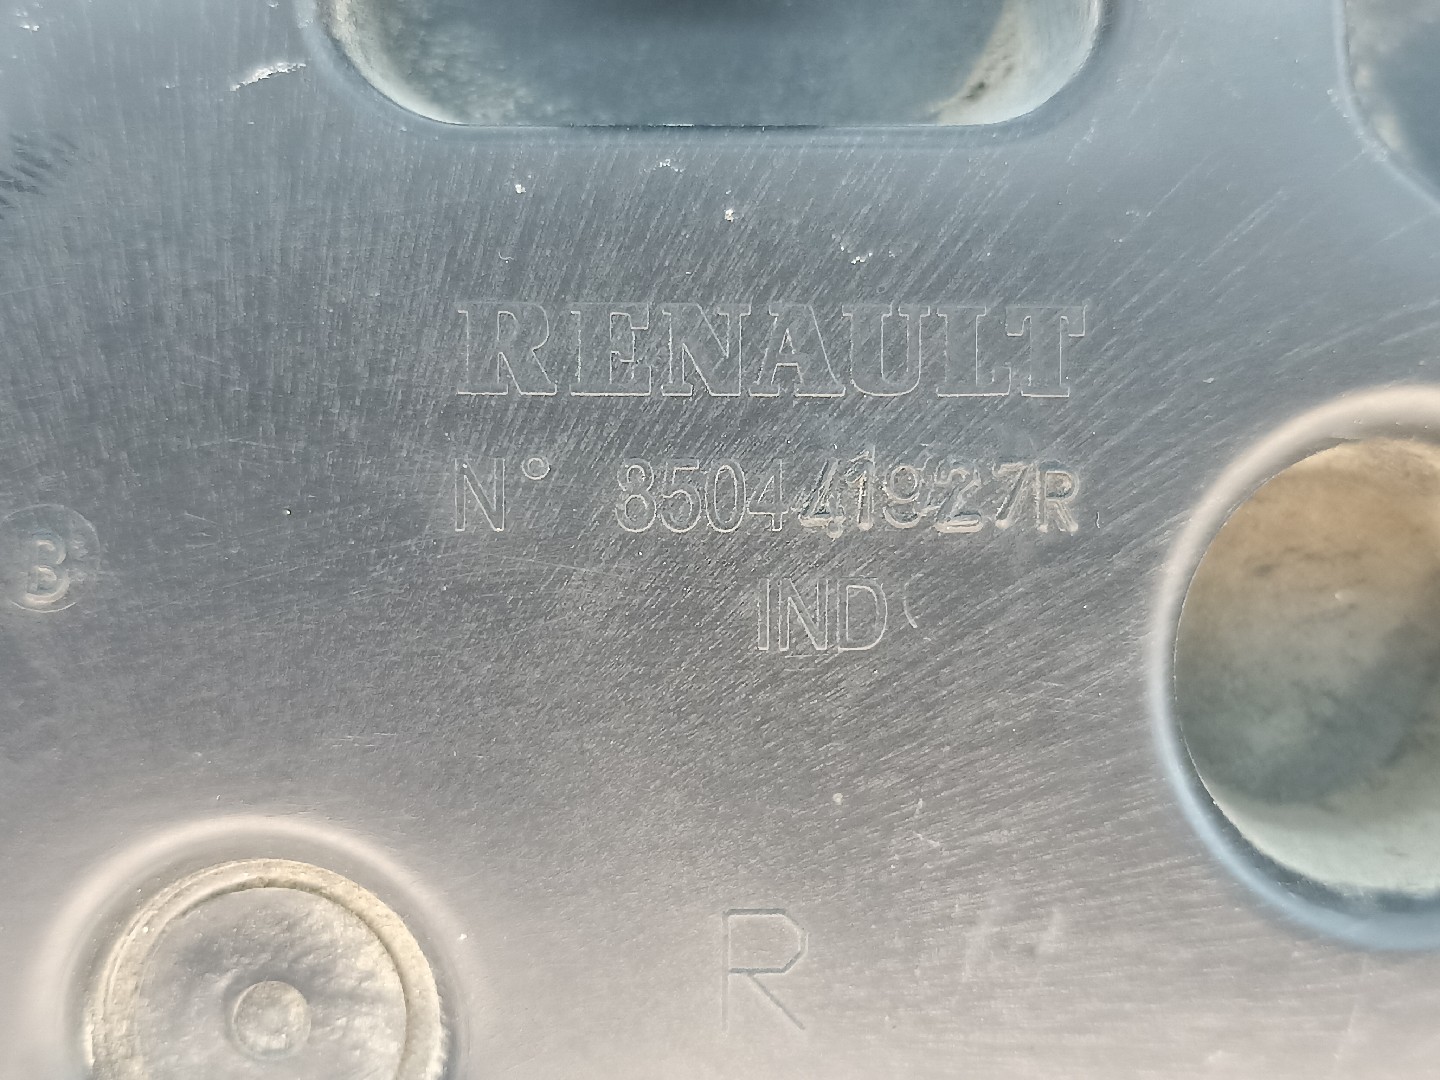 RENAULT
N° 850441927R
B
IND
R